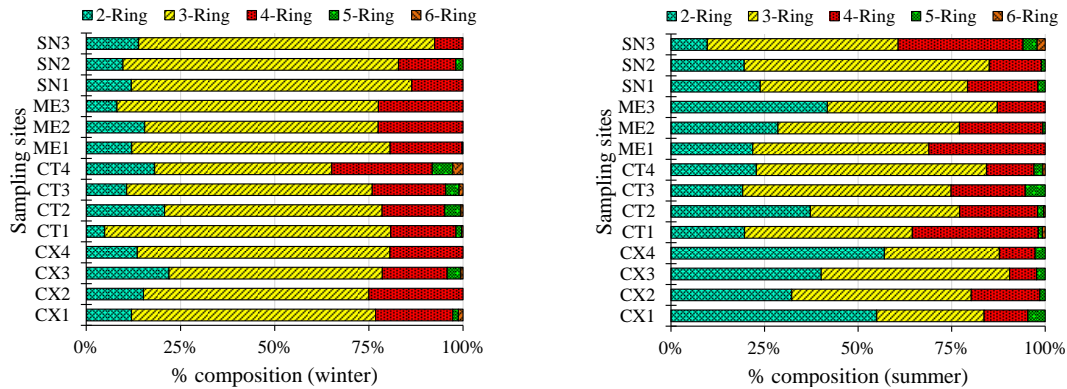 2-Ring 3-Ring 4-Ring 5-Ring 6-Ring
Sampling sites
SN3
SN2
SN1
ME3
ME2
ME1
CT4
CT3
CT2
CT1
CX4
CX3
CX2
CX1
0% 25% 50% 75% 100%
% composition (winter)
2-Ring 3-Ring 4-Ring 5-Ring 6-Ring
Sampling sites
SN3
SN2
SN1
ME3
ME2
ME1
CT4
CT3
CT2
CT1
CX4
CX3
CX2
CX1
0% 25% 50% 75% 100%
% composition (summer)